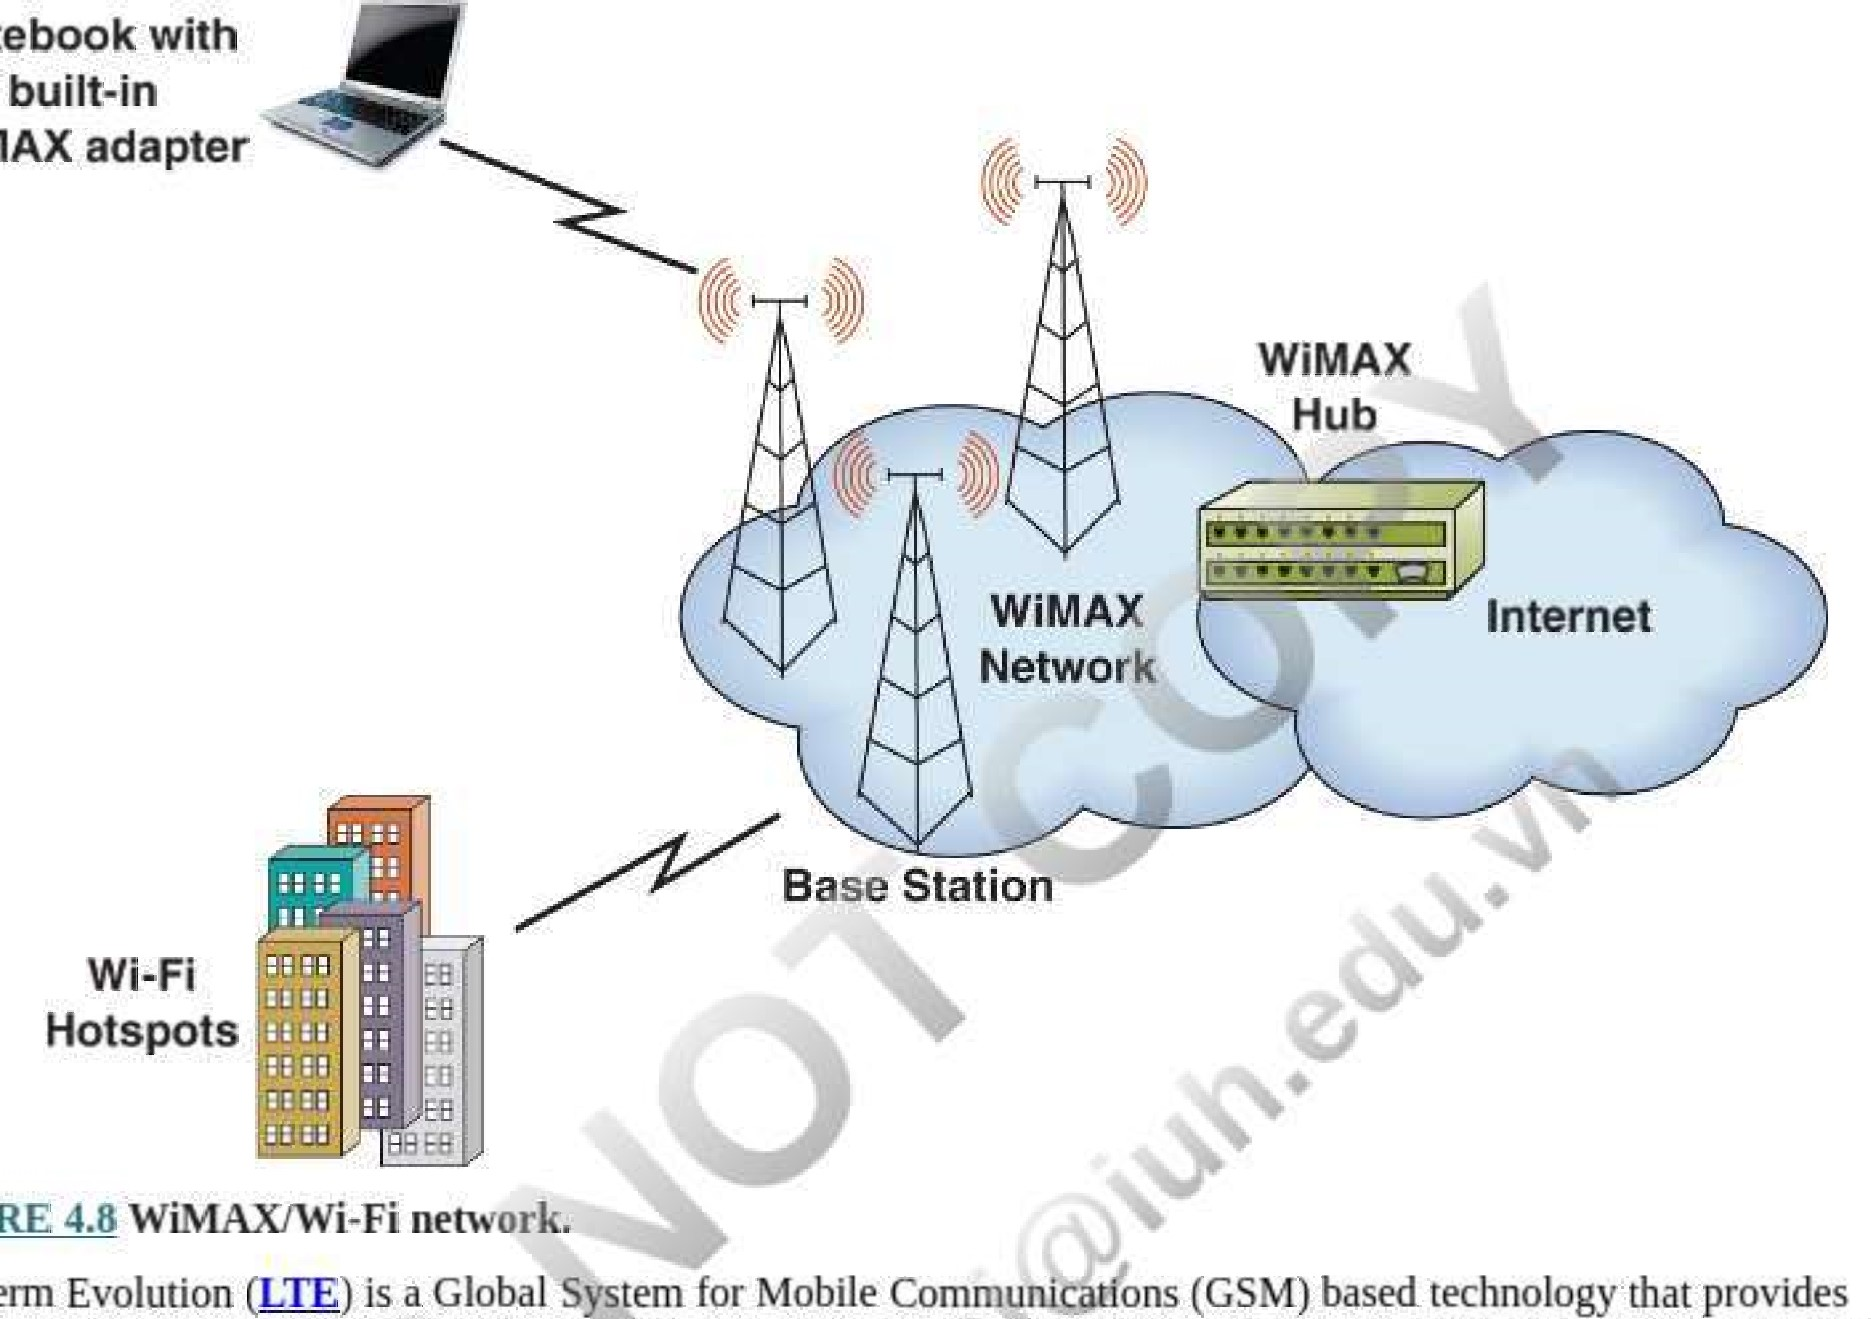 tebook with
built-in
MAX adapter
WiMAX
Hub
WiMAX
Network
Internet
Base Station
Wi-Fi
Hotspots
NOT COPY
@iuh.edu.vn
RE 4.8 WiMAX/Wi-Fi network.
erm Evolution (LTE) is a Global System for Mobile Communications (GSM) based technology that provides